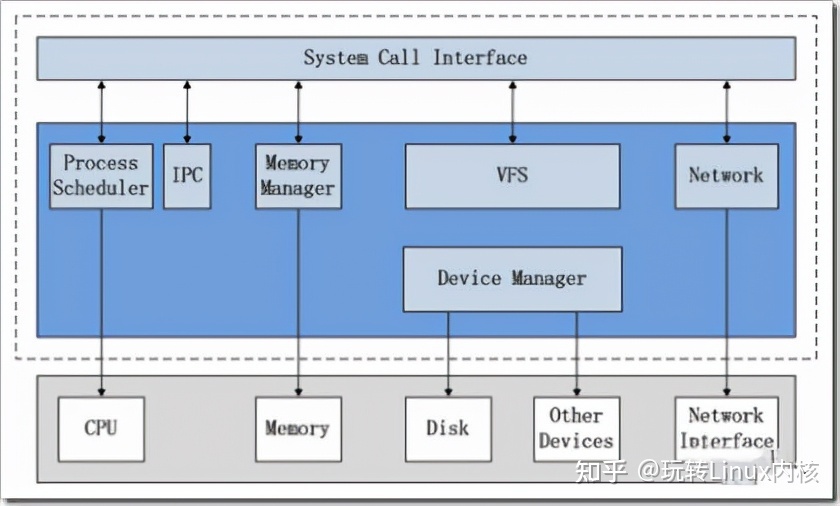 System Call Interface
Process
Scheduler
IPC
Memory
Manager
VFS
Network
Device Manager
CPU
Memory
Disk
Other
Devices
Network
Interface
知乎 @玩转Linux内核